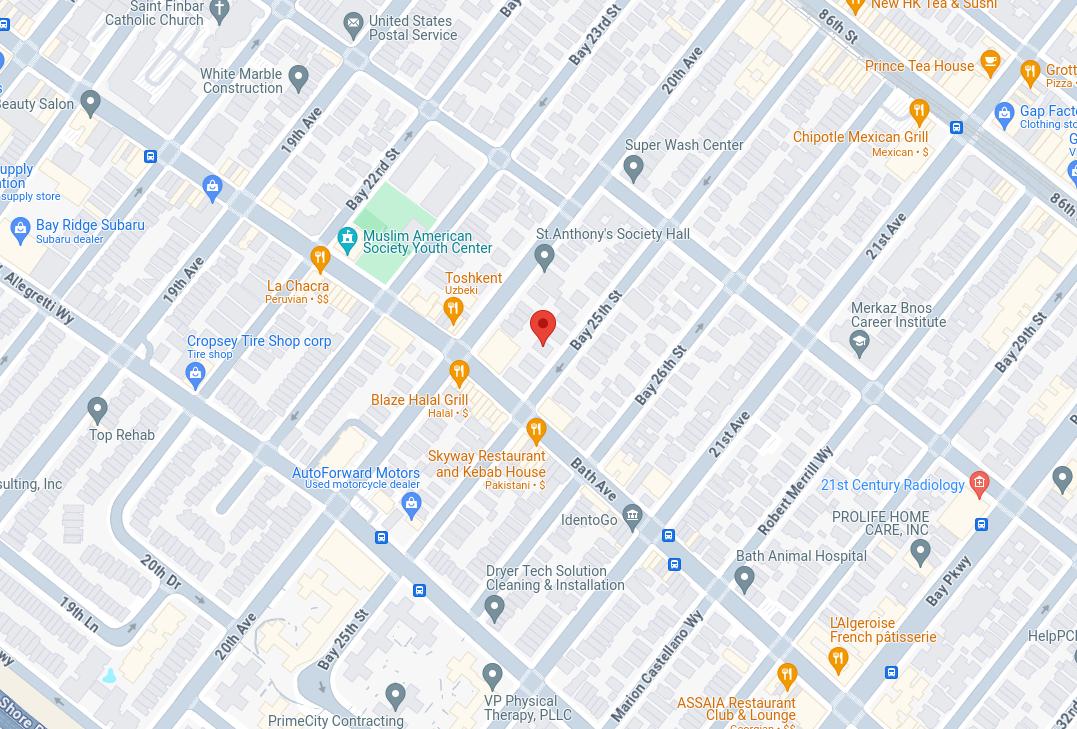 Saint Finbar
Catholic Church
United States
Postal Service
Bay 23rd St
20th Ave
86th St
New HK Tea & Sushi
Prince Tea House
Pizza
White Marble
Construction
Beauty Salon
19th Ave
Bay 22nd St
Super Wash Center
Chipotle Mexican Grill
Mexican • $
Gap
Clothing
86th
supply store
Bay Ridge Subaru
Subaru dealer
Muslim American
Society Youth Center
St.Anthony's Society Hall
21st Ave
La Chacra
Peruvian • $$
19th Ave
Toshkent
Uzbeki
Allegretti Wy
Bay 25th St
Merkaz Bnos
Career Institute
Bay 29th St
Cropsey Tire Shop corp
Tire shop
Bay 26th St
Blaze Halal Grill
Halal • $
Top Rehab
21st Ave
Skyway Restaurant
and Kebab House
Pakistani • $
AutoForward Motors
Used motorcycle dealer
Bath Ave
Robert Merrill Wy
21st Century Radiology
sulting, Inc
IdentoGo
PROLIFE HOME
CARE, INC
Bath Animal Hospital
20th Dr
Dryer Tech Solution
Cleaning & Installation
Bay Pkwy
19th Ln
20th Ave
Bay 25th St
L'Algeroise
French pâtisserie
HelpPC
Marion Castellano Wy
VP Physical
Therapy, PLLC
ASSAIA Restaurant
Club & Lounge
PrimeCity Contracting
Shore
32nd